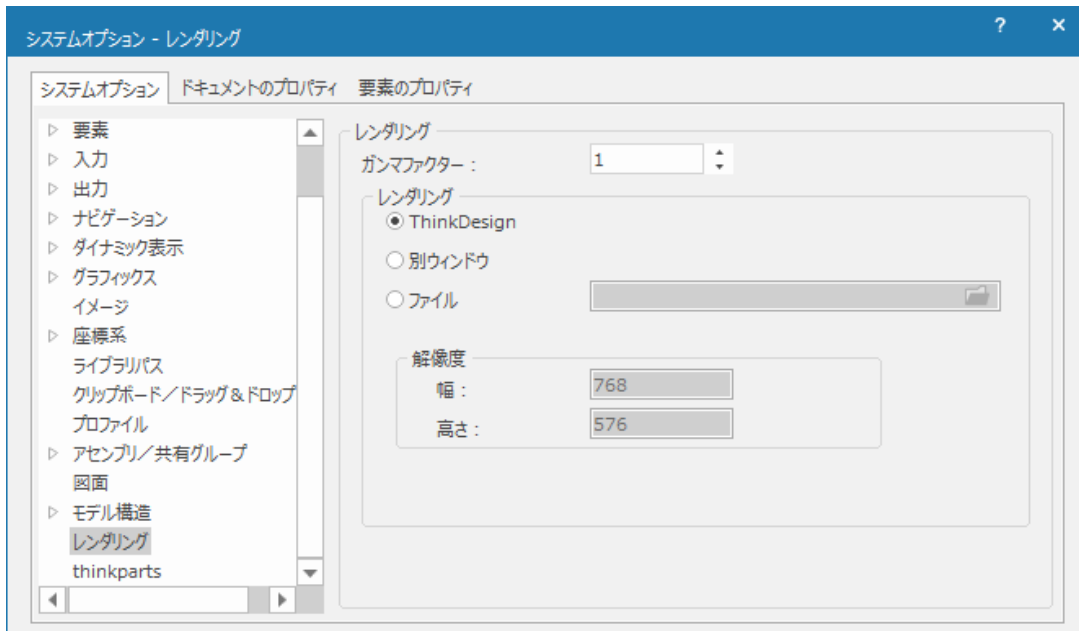 システムオプション - レンダリング
? ×
システムオプション ドキュメントのプロパティ 要素のプロパティ
要素
入力
出力
ナビゲーション
ダイナミック表示
グラフィックス
イメージ
座標系
ライブラリパス
クリップボード／ドラッグ＆ドロップ
プロファイル
アセンブリ／共有グループ
図面
モデル構造
レンダリング
thinkparts
レンダリング
ガンマファクター : 1
レンダリング
ThinkDesign
別ウィンドウ
ファイル
解像度
幅 : 768
高さ : 576